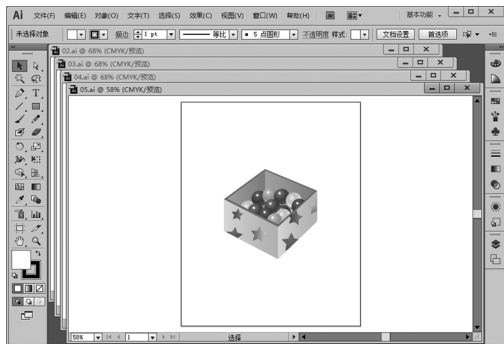 Ai 文件(F) 编辑(E) 对象(O) 文字(T) 选择(S) 效果(C) 视图(V) 窗口(W) 帮助(H) Br 基本功能
未选择对象 描边: 1 pt 等比 5 点圆形 不透明度 样式: 文档设置 首选项
02.ai @ 68% (CMYK/预览)
03.ai @ 68% (CMYK/预览)
04.ai @ 68% (CMYK/预览)
05.ai @ 58% (CMYK/预览)
58% 1 选择